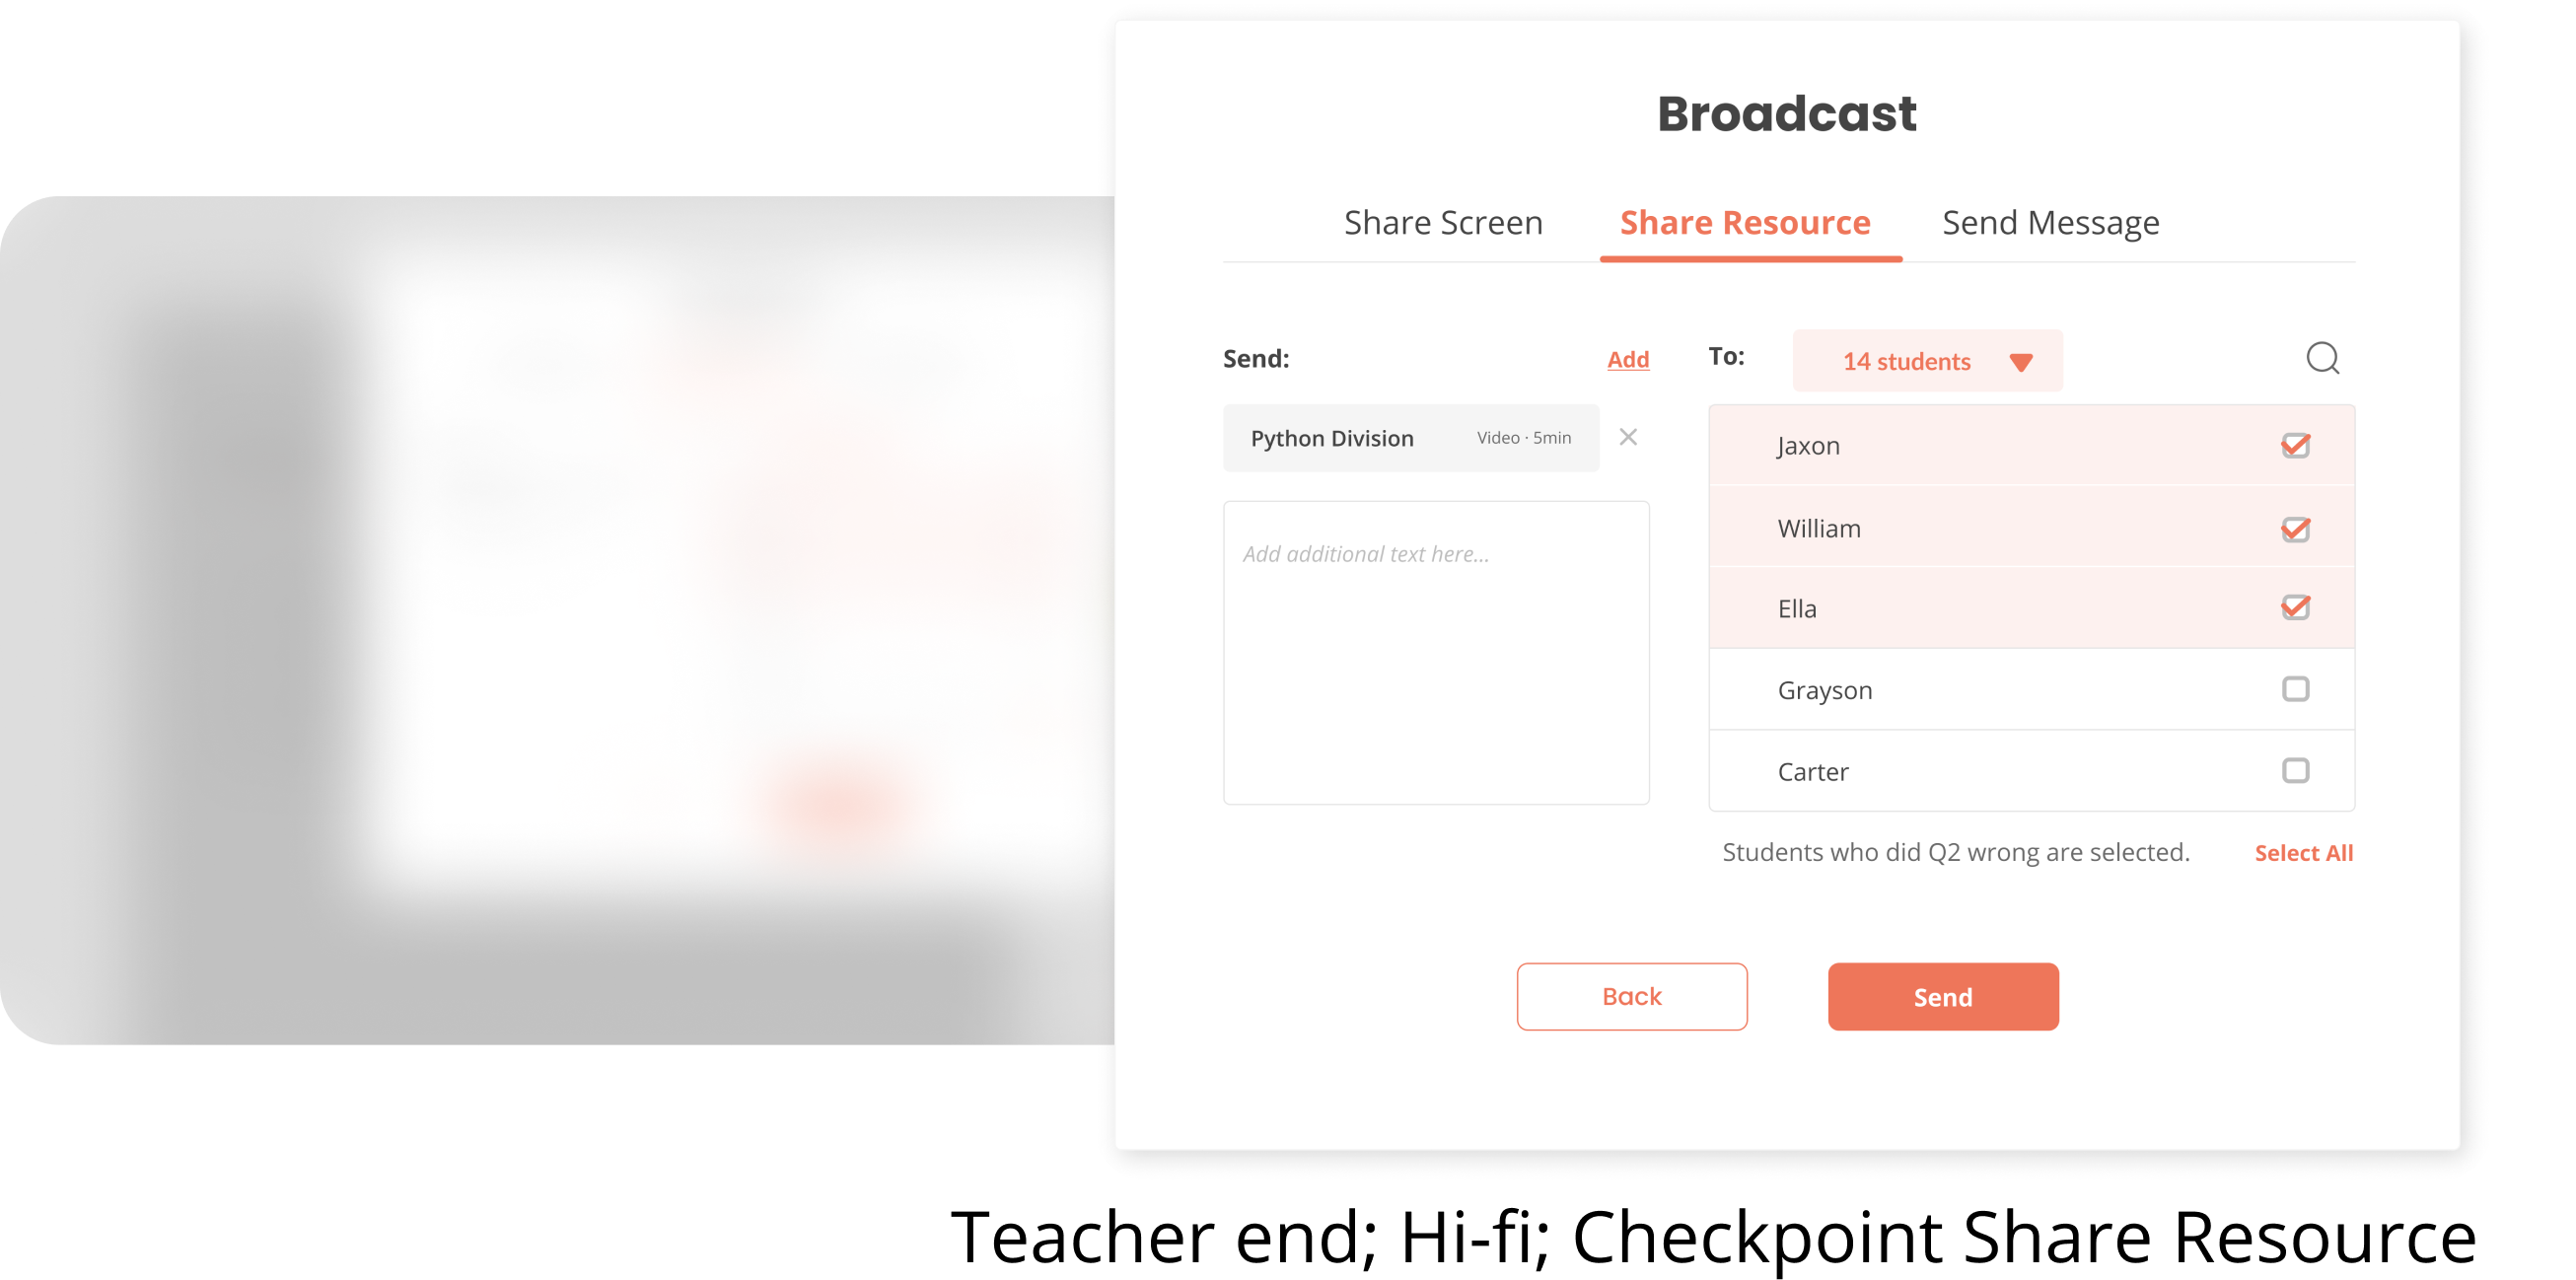 Broadcast
Share Screen Share Resource Send Message
Send: Add
Python Division Video · 5min
Add additional text here...
To: 14 students
Jaxon
William
Ella
Grayson
Carter
Students who did Q2 wrong are selected. Select All
Back Send
Teacher end; Hi-fi; Checkpoint Share Resource